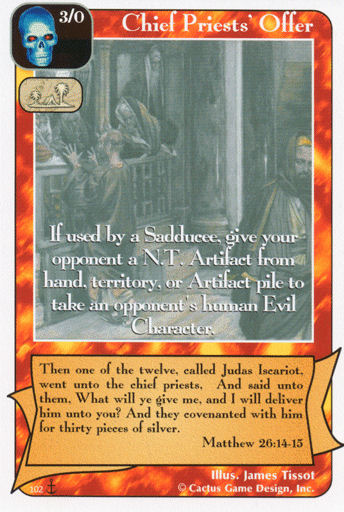 3/0
Chief Priests' Offer
If used by a Sadducee, give your
opponent a N.T. Artifact from
hand, territory, or Artifact pile to
take an opponent's human Evil
Character.
Then one of the twelve, called Judas Iscariot,
went unto the chief priests. And said unto
them, What will ye give me, and I will deliver
him unto you? And they covenanted with him
for thirty pieces of silver.
Matthew 26:14-15
Illus. James Tissot
102
© Cactus Game Design, Inc.